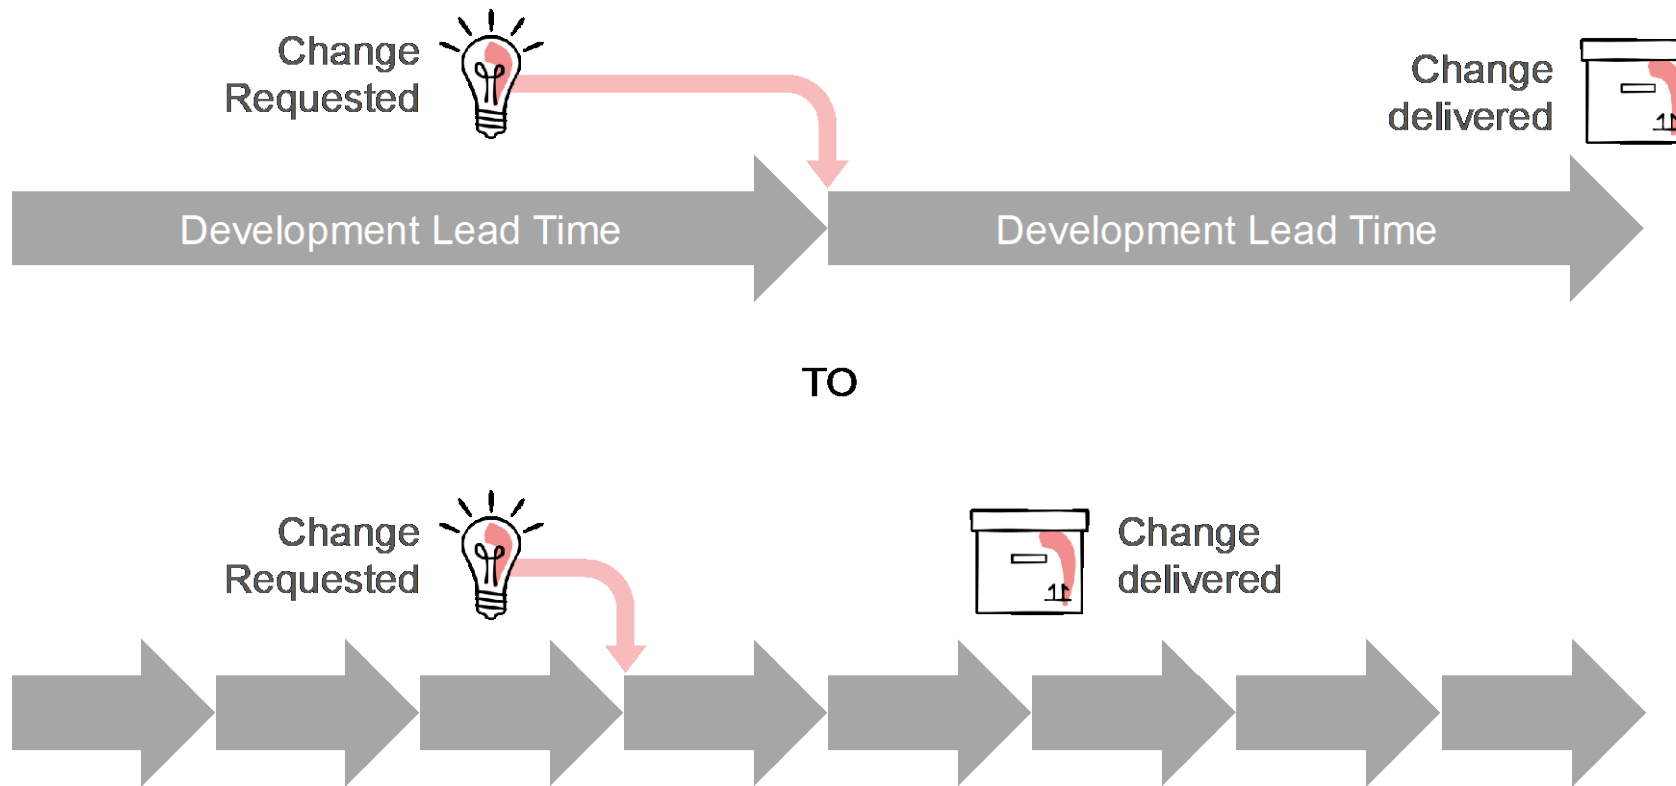 Change
Requested
Change
delivered
Development Lead Time
Development Lead Time
TO
Change
Requested
Change
delivered